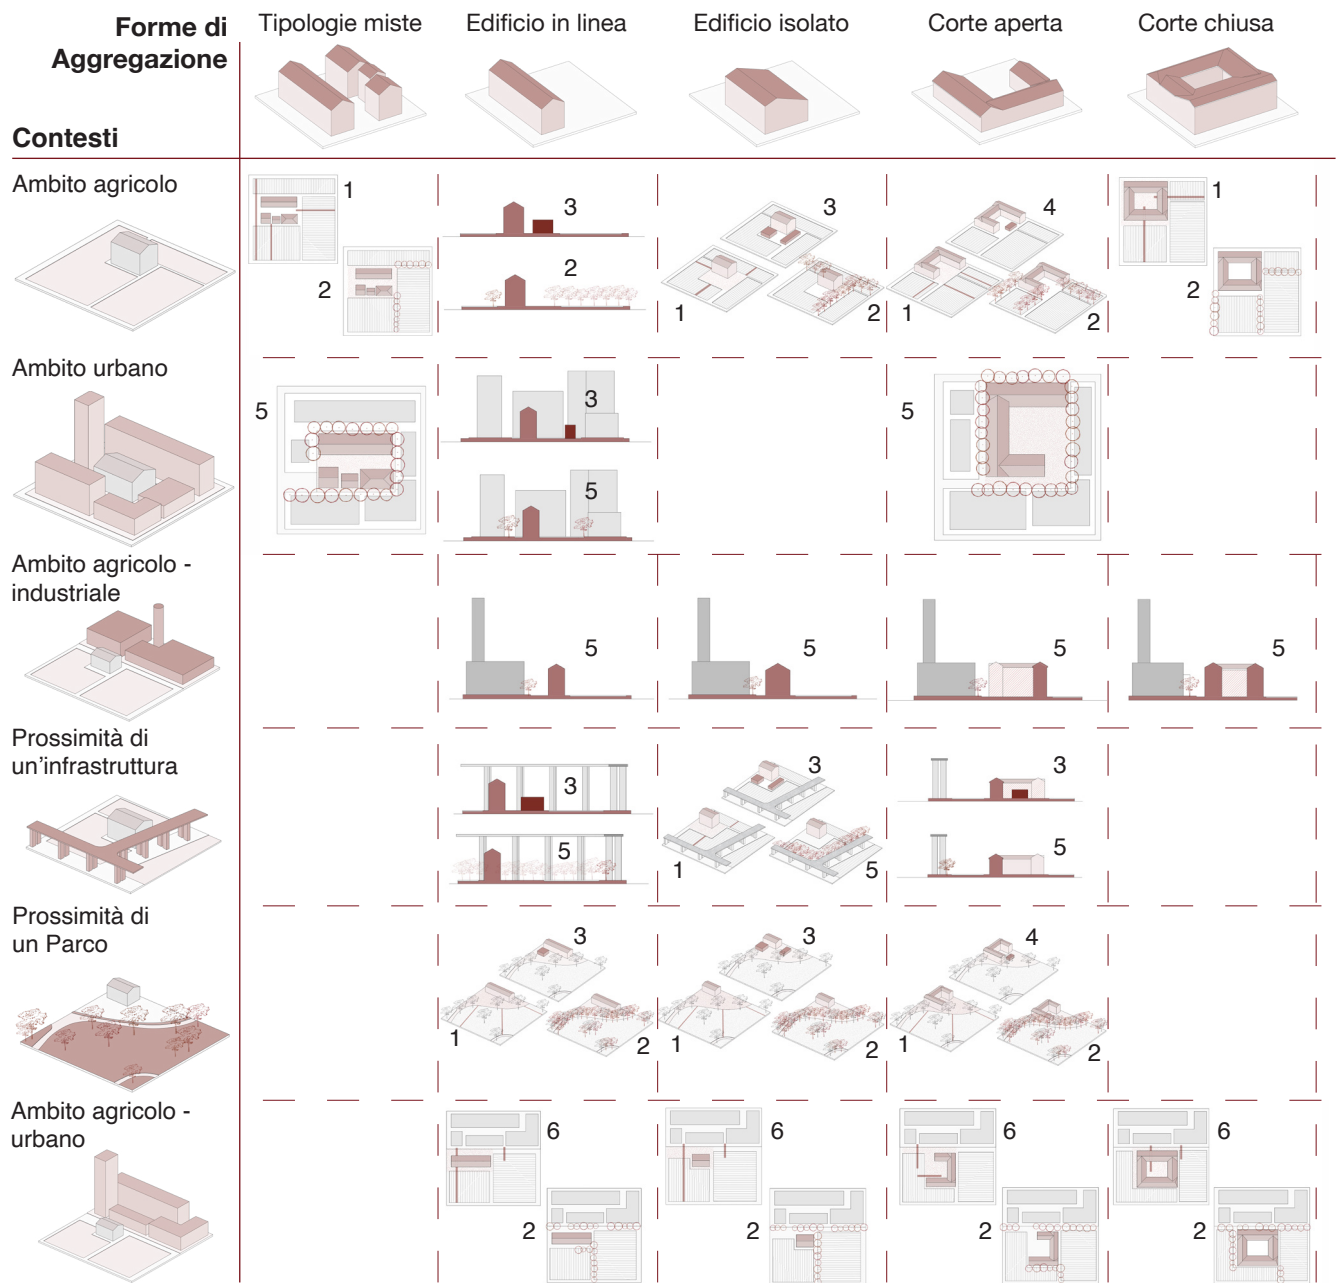 Forme di
Aggregazione
Tipologie miste
Edificio in linea
Edificio isolato
Corte aperta
Corte chiusa
Contesti
Ambito agricolo
1
2
3
2
3
1
2
4
1
2
1
2
Ambito urbano
5
3
5
5
Ambito agricolo -
industriale
5
5
5
5
Prossimità di
un'infrastruttura
3
5
3
1
5
3
5
Prossimità di
un Parco
3
1
2
3
1
2
4
1
2
Ambito agricolo -
urbano
6
2
6
2
6
2
6
2